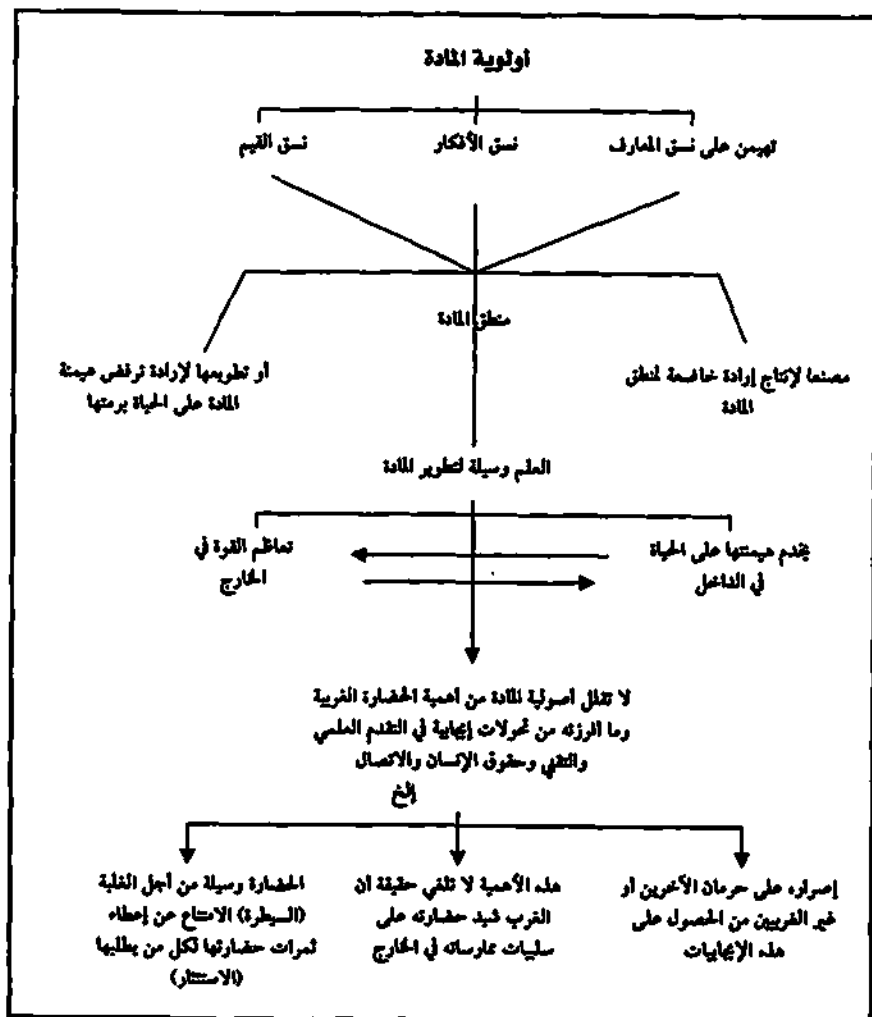 أولوية المادة
تهيمن على نسق المعارف
نسق الأفكار
نسق القيم
منطق المادة
مصنعا لإنتاج إرادة خاضعة لمنطق
المادة
أو تطويعها لإرادة ترفض هيمنة
المادة على الحياة برمتها
العلم وسيلة لتطوير المادة
يخدم هيمنتها على الحياة
في الداخل
تعاظم القوة في
الخارج
لا تقلل أصولية المادة من أهمية الحضارة الغربية
وما أفرزته من تحولات إيجابية في التقدم العلمي
والتقني وحقوق الإنسان والاتصال
إلخ
إصراره على حرمان الآخرين أو
غير الغربيين من الحصول على
هذه الإيجابيات
هذه الأهمية لا تلغي حقيقة أن
الغرب شيد حضارته على
سلبيات ممارساته في الخارج
الحضارة وسيلة من أجل الغلبة
(السيطرة) الامتناع عن إعطاء
ثمرات حضارتها لكل من يطلبها
(الاستئثار)